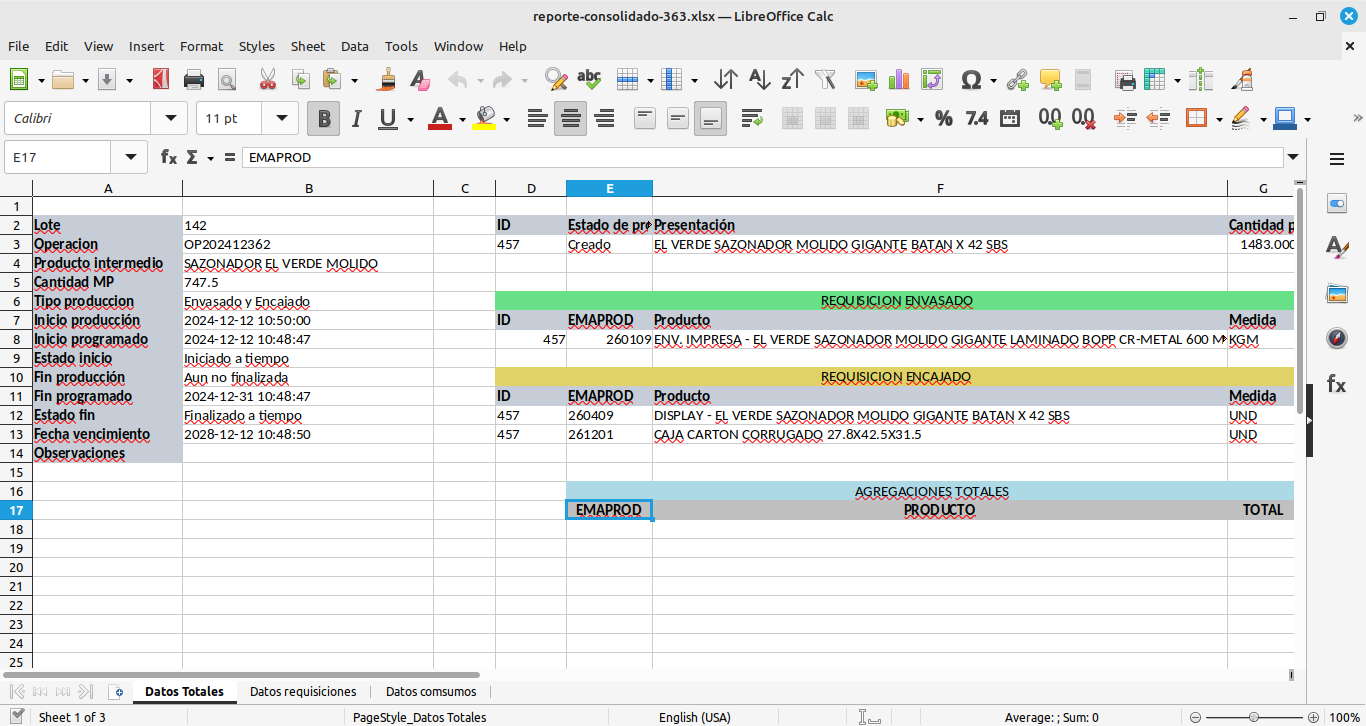 reporte-consolidado-363.xlsx — LibreOffice Calc
File Edit View Insert Format Styles Sheet Data Tools Window Help
Calibri 11 pt
E17 EMAPROD
A B C D E F G
1
2 Lote 142 ID Estado de pr Presentación Cantidad p
3 Operacion OP202412362 457 Creado EL VERDE SAZONADOR MOLIDO GIGANTE BATAN X 42 SBS 1483.000
4 Producto intermedio SAZONADOR EL VERDE MOLIDO
5 Cantidad MP 747.5
6 Tipo produccion Envasado y Encajado REQUISICION ENVASADO
7 Inicio producción 2024-12-12 10:50:00 ID EMAPROD Producto Medida
8 Inicio programado 2024-12-12 10:48:47 457 260109 ENV. IMPRESA - EL VERDE SAZONADOR MOLIDO GIGANTE LAMINADO BOPP CR-METAL 600 M KGM
9 Estado inicio Iniciado a tiempo
10 Fin producción Aun no finalizada REQUISICION ENCAJADO
11 Fin programado 2024-12-31 10:48:47 ID EMAPROD Producto Medida
12 Estado fin Finalizado a tiempo 457 260409 DISPLAY - EL VERDE SAZONADOR MOLIDO GIGANTE BATAN X 42 SBS UND
13 Fecha vencimiento 2028-12-12 10:48:50 457 261201 CAJA CARTON CORRUGADO 27.8X42.5X31.5 UND
14 Observaciones
15
16 AGREGACIONES TOTALES
17 EMAPROD PRODUCTO TOTAL
18
19
20
21
22
23
24
25
Datos Totales Datos requisiciones Datos comsumos
Sheet 1 of 3 PageStyle_Datos Totales English (USA) Average: ; Sum: 0 100%